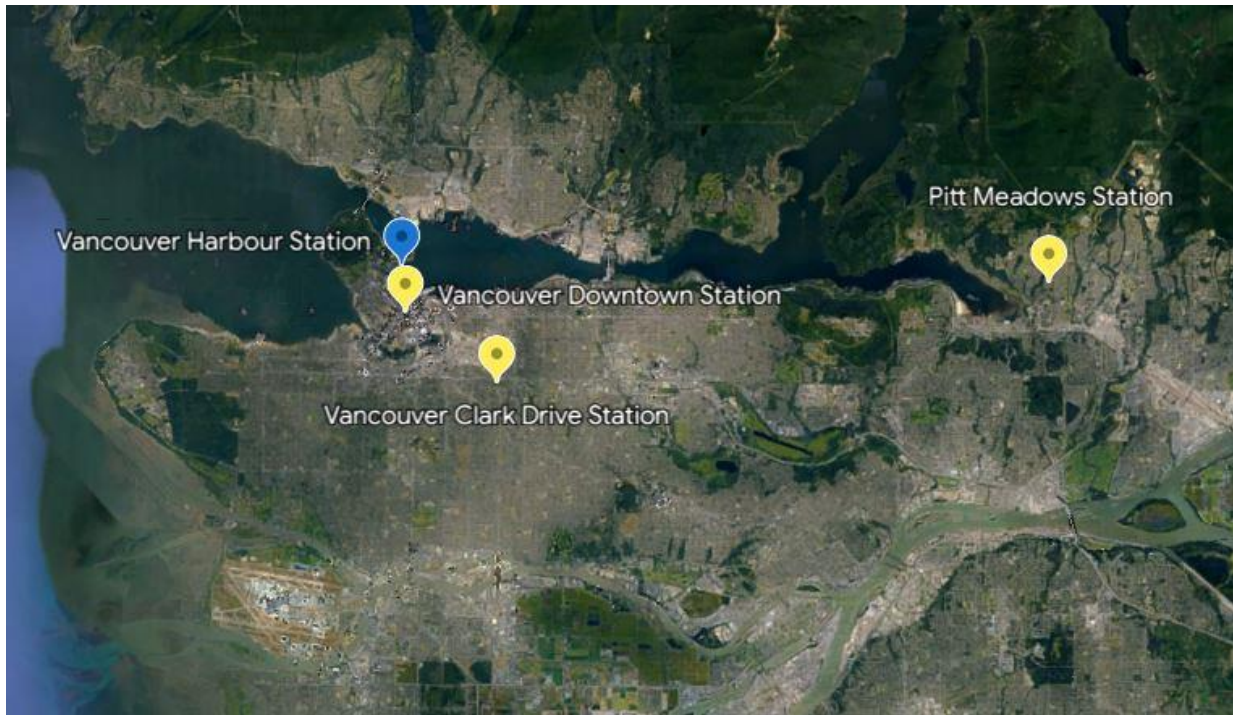 Pitt Meadows Station
Vancouver Harbour Station
Vancouver Downtown Station
Vancouver Clark Drive Station